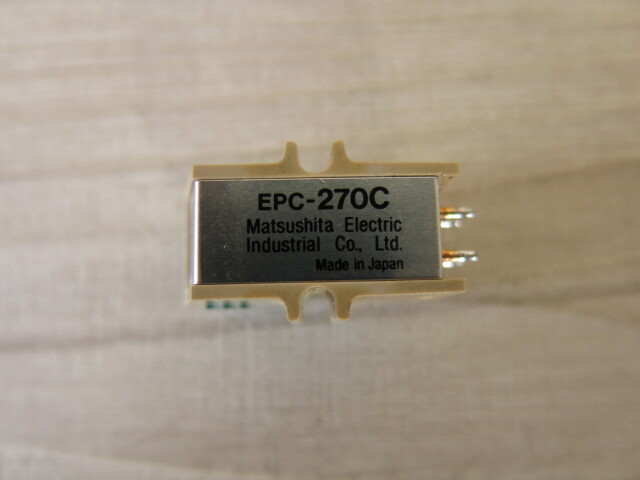 EPC-270C
Matsushita Electric
Industrial Co., Ltd.
Made in Japan